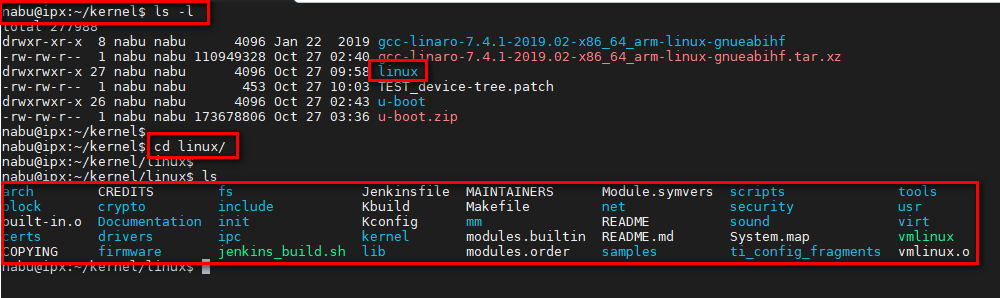 nabu@ipx:~/kernel$ ls -l
total 277988
drwxr-xr-x  8 nabu nabu      4096 Jan 22  2019 gcc-linaro-7.4.1-2019.02-x86_64_arm-linux-gnueabihf
-rw-rw-r--  1 nabu nabu 110949328 Oct 27 02:40 gcc-linaro-7.4.1-2019.02-x86_64_arm-linux-gnueabihf.tar.xz
drwxrwxr-x 27 nabu nabu      4096 Oct 27 09:58 linux
-rw-rw-r--  1 nabu nabu       453 Oct 27 10:03 TEST_device-tree.patch
drwxrwxr-x 26 nabu nabu      4096 Oct 27 02:43 u-boot
-rw-rw-r--  1 nabu nabu 173678806 Oct 27 03:36 u-boot.zip
nabu@ipx:~/kernel$
nabu@ipx:~/kernel$ cd linux/
nabu@ipx:~/kernel/linux$
nabu@ipx:~/kernel/linux$ ls
arch        CREDITS        fs                Jenkinsfile  MAINTAINERS      Module.symvers  scripts              tools
block       crypto         include           Kbuild       Makefile         net             security             usr
built-in.o  Documentation  init              Kconfig      mm               README          sound                virt
certs       drivers        ipc               kernel       modules.builtin  README.md       System.map           vmlinux
COPYING     firmware       jenkins_build.sh  lib          modules.order    samples         ti_config_fragments  vmlinux.o
nabu@ipx:~/kernel/linux$